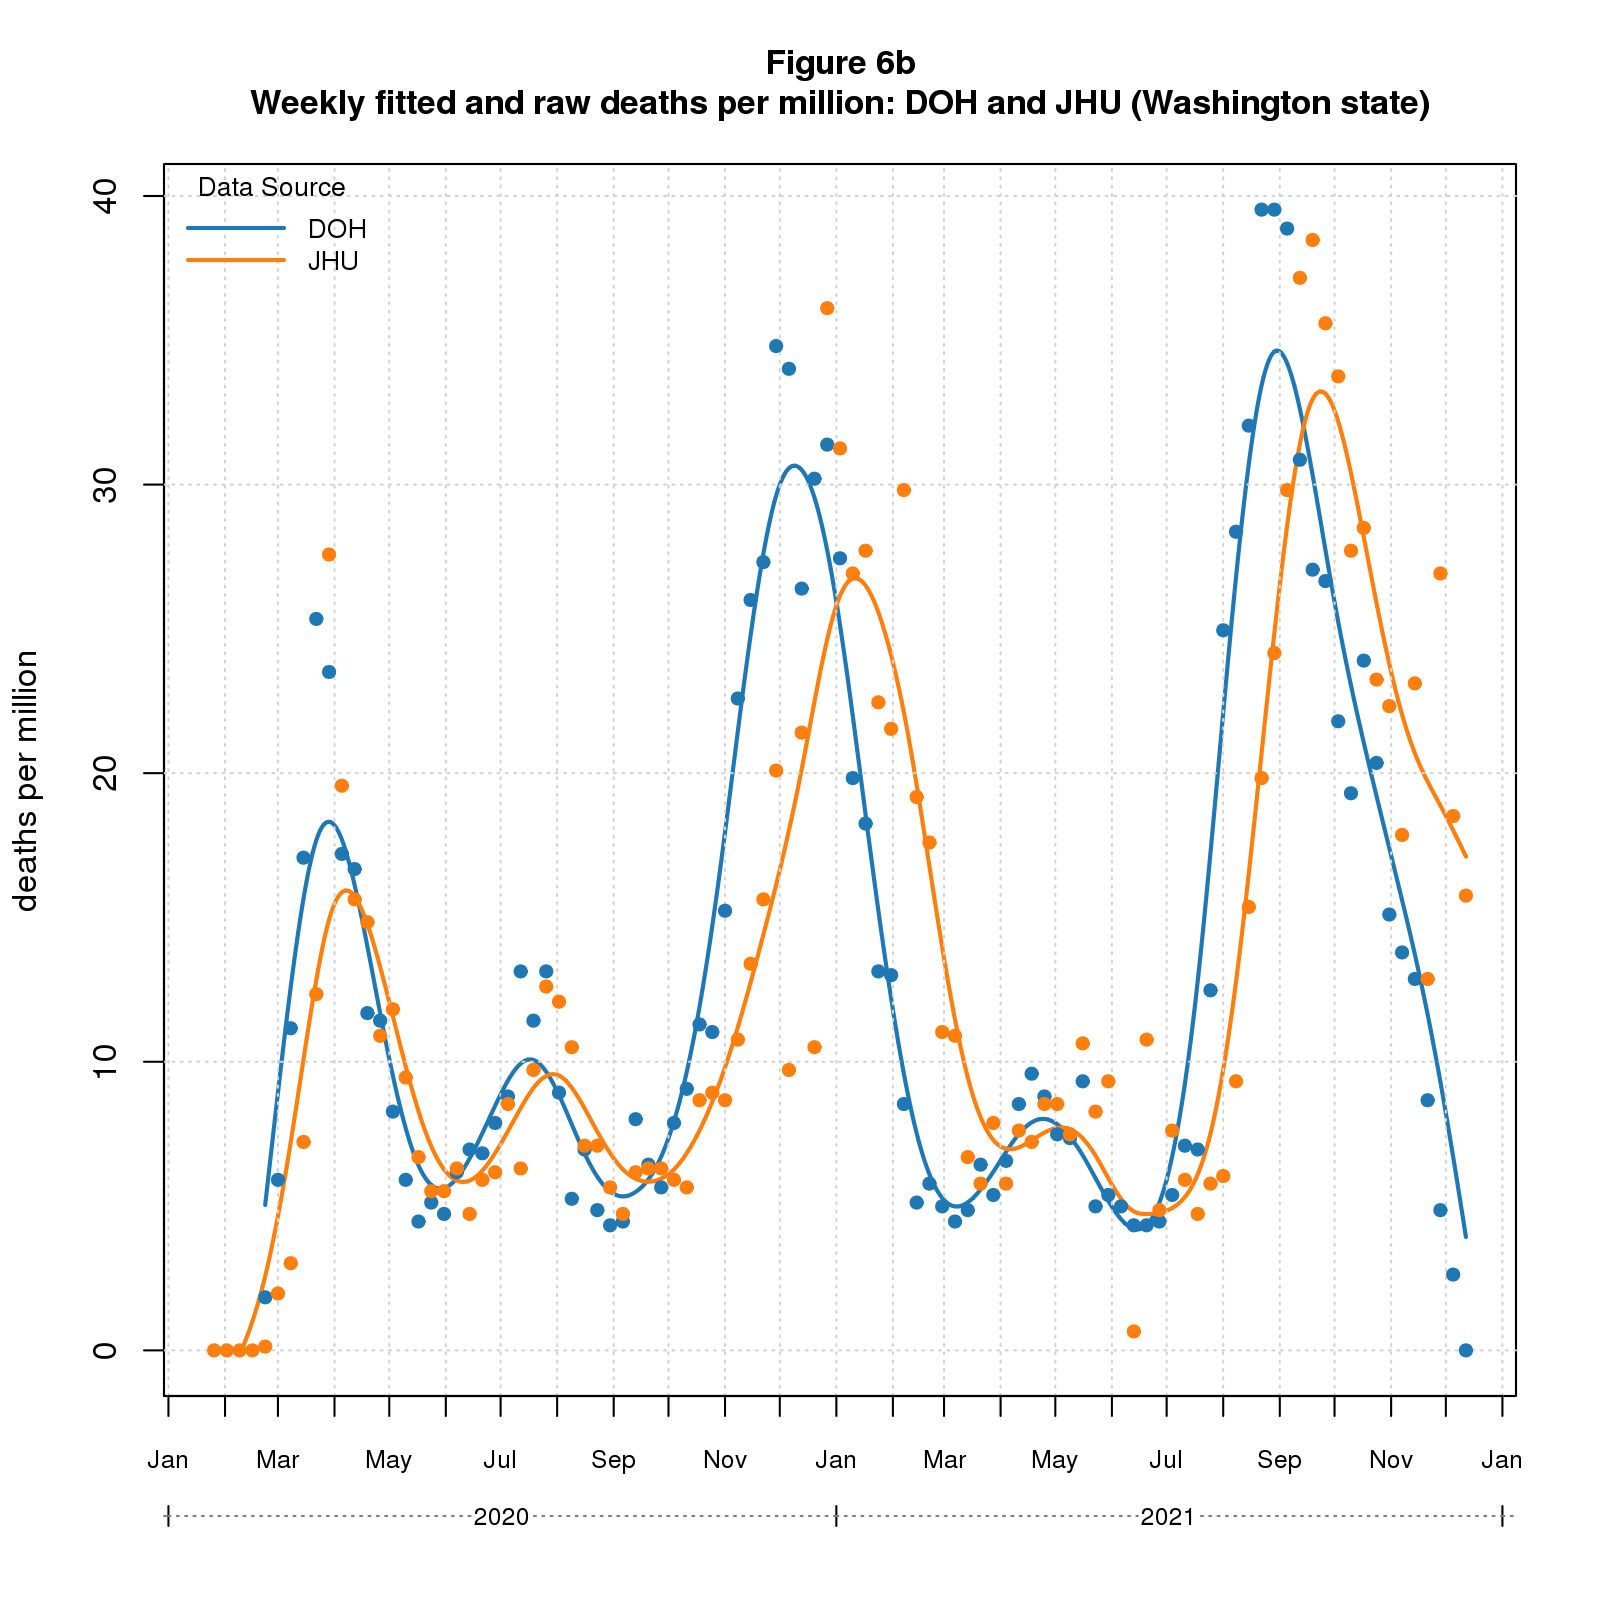 Figure 6b
Weekly fitted and raw deaths per million: DOH and JHU (Washington state)
Data Source
DOH
JHU
deaths per million
40
30
20
10
0
Jan Mar May Jul Sep Nov Jan Mar May Jul Sep Nov Jan
2020 2021